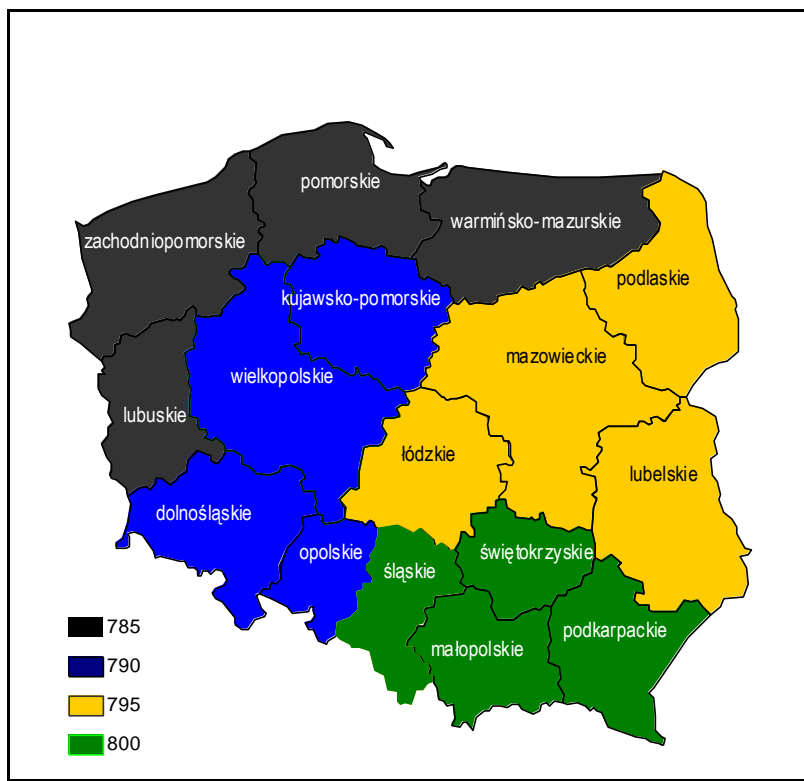 pomorskie
warmińsko-mazurskie
zachodniopomorskie
podlaskie
kujawsko-pomorskie
mazowieckie
wielkopolskie
lubuskie
łódzkie
lubelskie
dolnośląskie
opolskie
świętokrzyskie
śląskie
podkarpackie
małopolskie
785
790
795
800